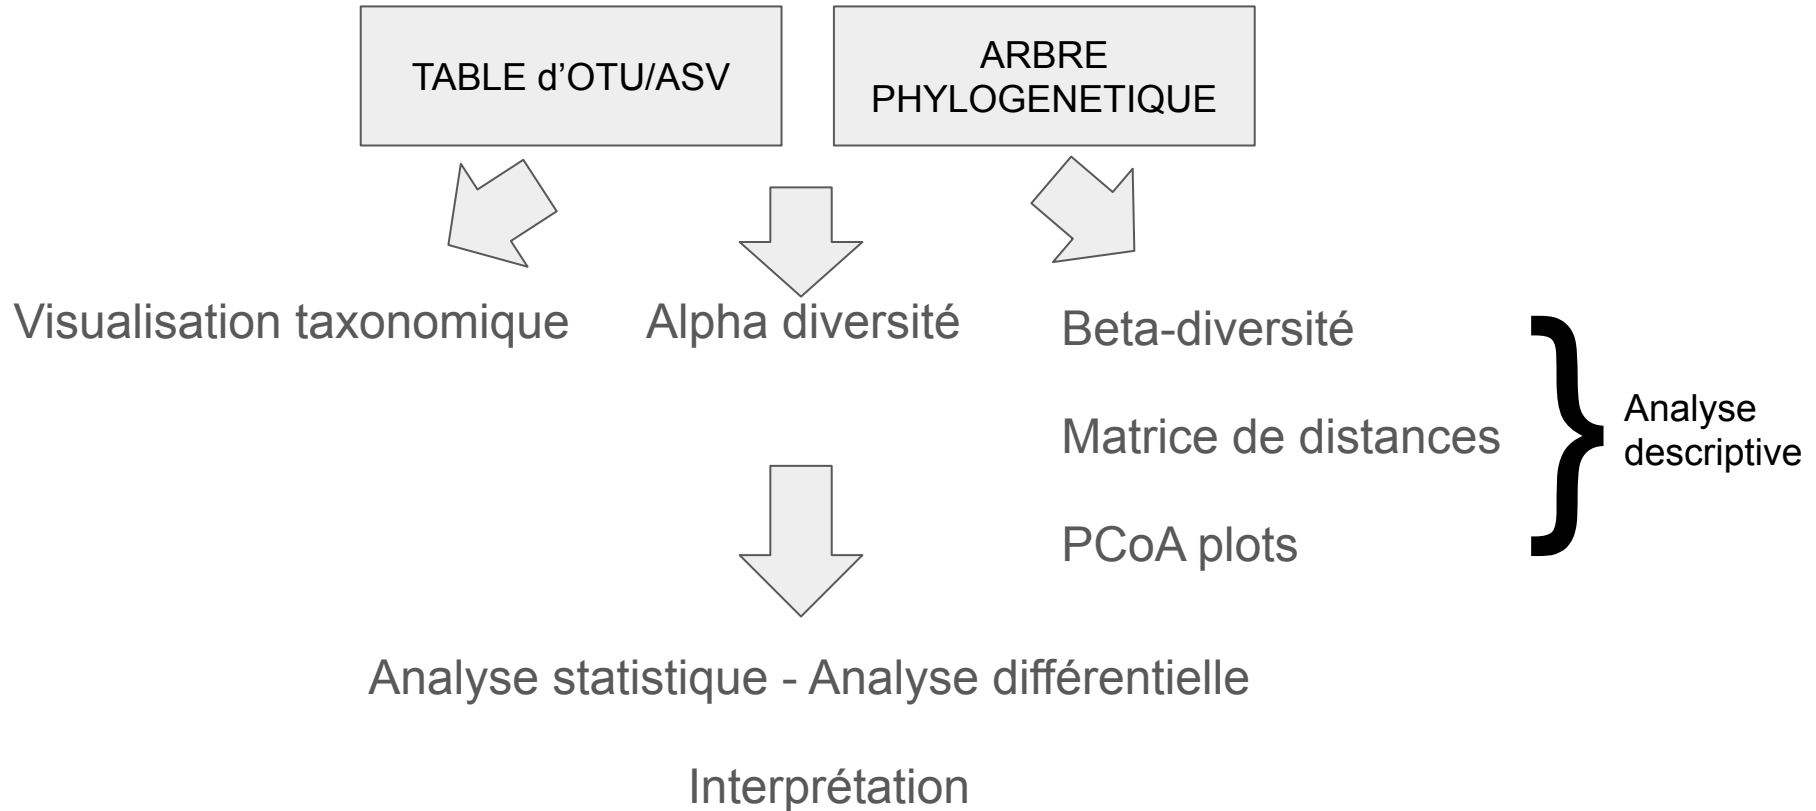 TABLE d’OTU/ASV
ARBRE
PHYLOGENETIQUE
Visualisation taxonomique
Alpha diversité
Beta-diversité
Matrice de distances
PCoA plots
Analyse
descriptive
Analyse statistique - Analyse différentielle
Interprétation